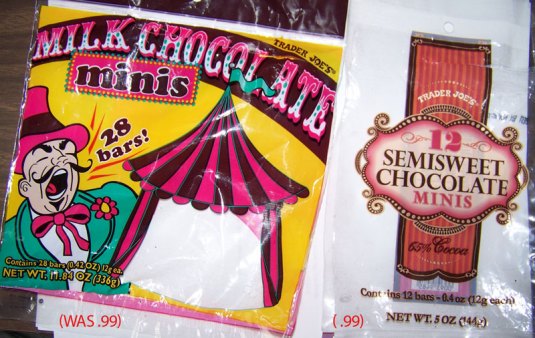 MILK CHOCOLATE
TRADER JOE'S
minis
28
bars!
Contains 28 bars (0.42 OZ) 12g ea.
NET WT. 11.84 OZ (336g)
(WAS .99)
TRADER JOE'S
12
SEMISWEET
CHOCOLATE
MINIS
65% Cocoa
Contains 12 bars - 0.4 oz (12g each)
NET WT. 5 OZ (144g)
( .99)